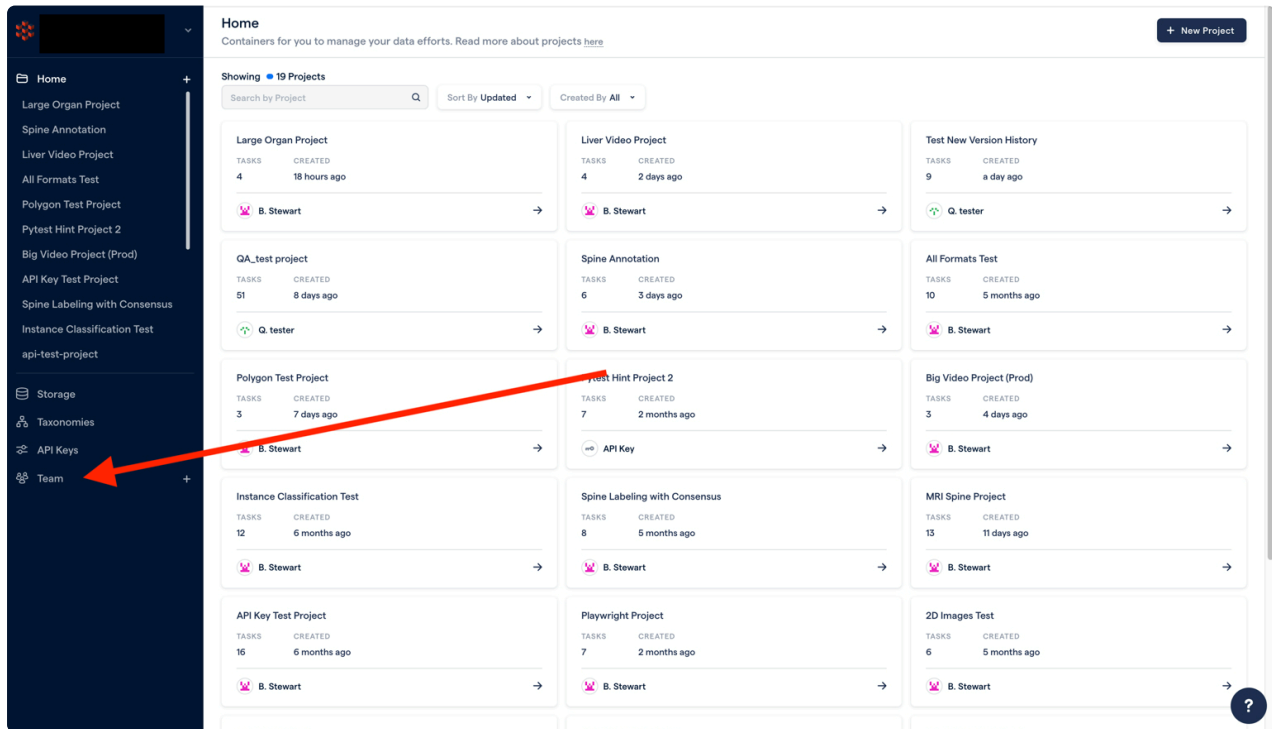 Home
Large Organ Project
Spine Annotation
Liver Video Project
All Formats Test
Polygon Test Project
Pytest Hint Project 2
Big Video Project (Prod)
API Key Test Project
Spine Labeling with Consensus
Instance Classification Test
api-test-project
Storage
Taxonomies
API Keys
Team
Home
Containers for you to manage your data efforts. Read more about projects here
+ New Project
Showing 19 Projects
Search by Project
Sort By Updated
Created By All
Large Organ Project
TASKS CREATED
4 18 hours ago
B. Stewart
Liver Video Project
TASKS CREATED
4 2 days ago
B. Stewart
Test New Version History
TASKS CREATED
9 a day ago
Q. tester
QA_test project
TASKS CREATED
51 8 days ago
Q. tester
Spine Annotation
TASKS CREATED
6 3 days ago
B. Stewart
All Formats Test
TASKS CREATED
10 5 months ago
B. Stewart
Polygon Test Project
TASKS CREATED
3 7 days ago
B. Stewart
Pytest Hint Project 2
TASKS CREATED
7 2 months ago
API Key
Big Video Project (Prod)
TASKS CREATED
3 4 days ago
B. Stewart
Instance Classification Test
TASKS CREATED
12 6 months ago
B. Stewart
Spine Labeling with Consensus
TASKS CREATED
8 5 months ago
B. Stewart
MRI Spine Project
TASKS CREATED
13 11 days ago
B. Stewart
API Key Test Project
TASKS CREATED
16 6 months ago
B. Stewart
Playwright Project
TASKS CREATED
7 2 months ago
B. Stewart
2D Images Test
TASKS CREATED
6 5 months ago
B. Stewart
?